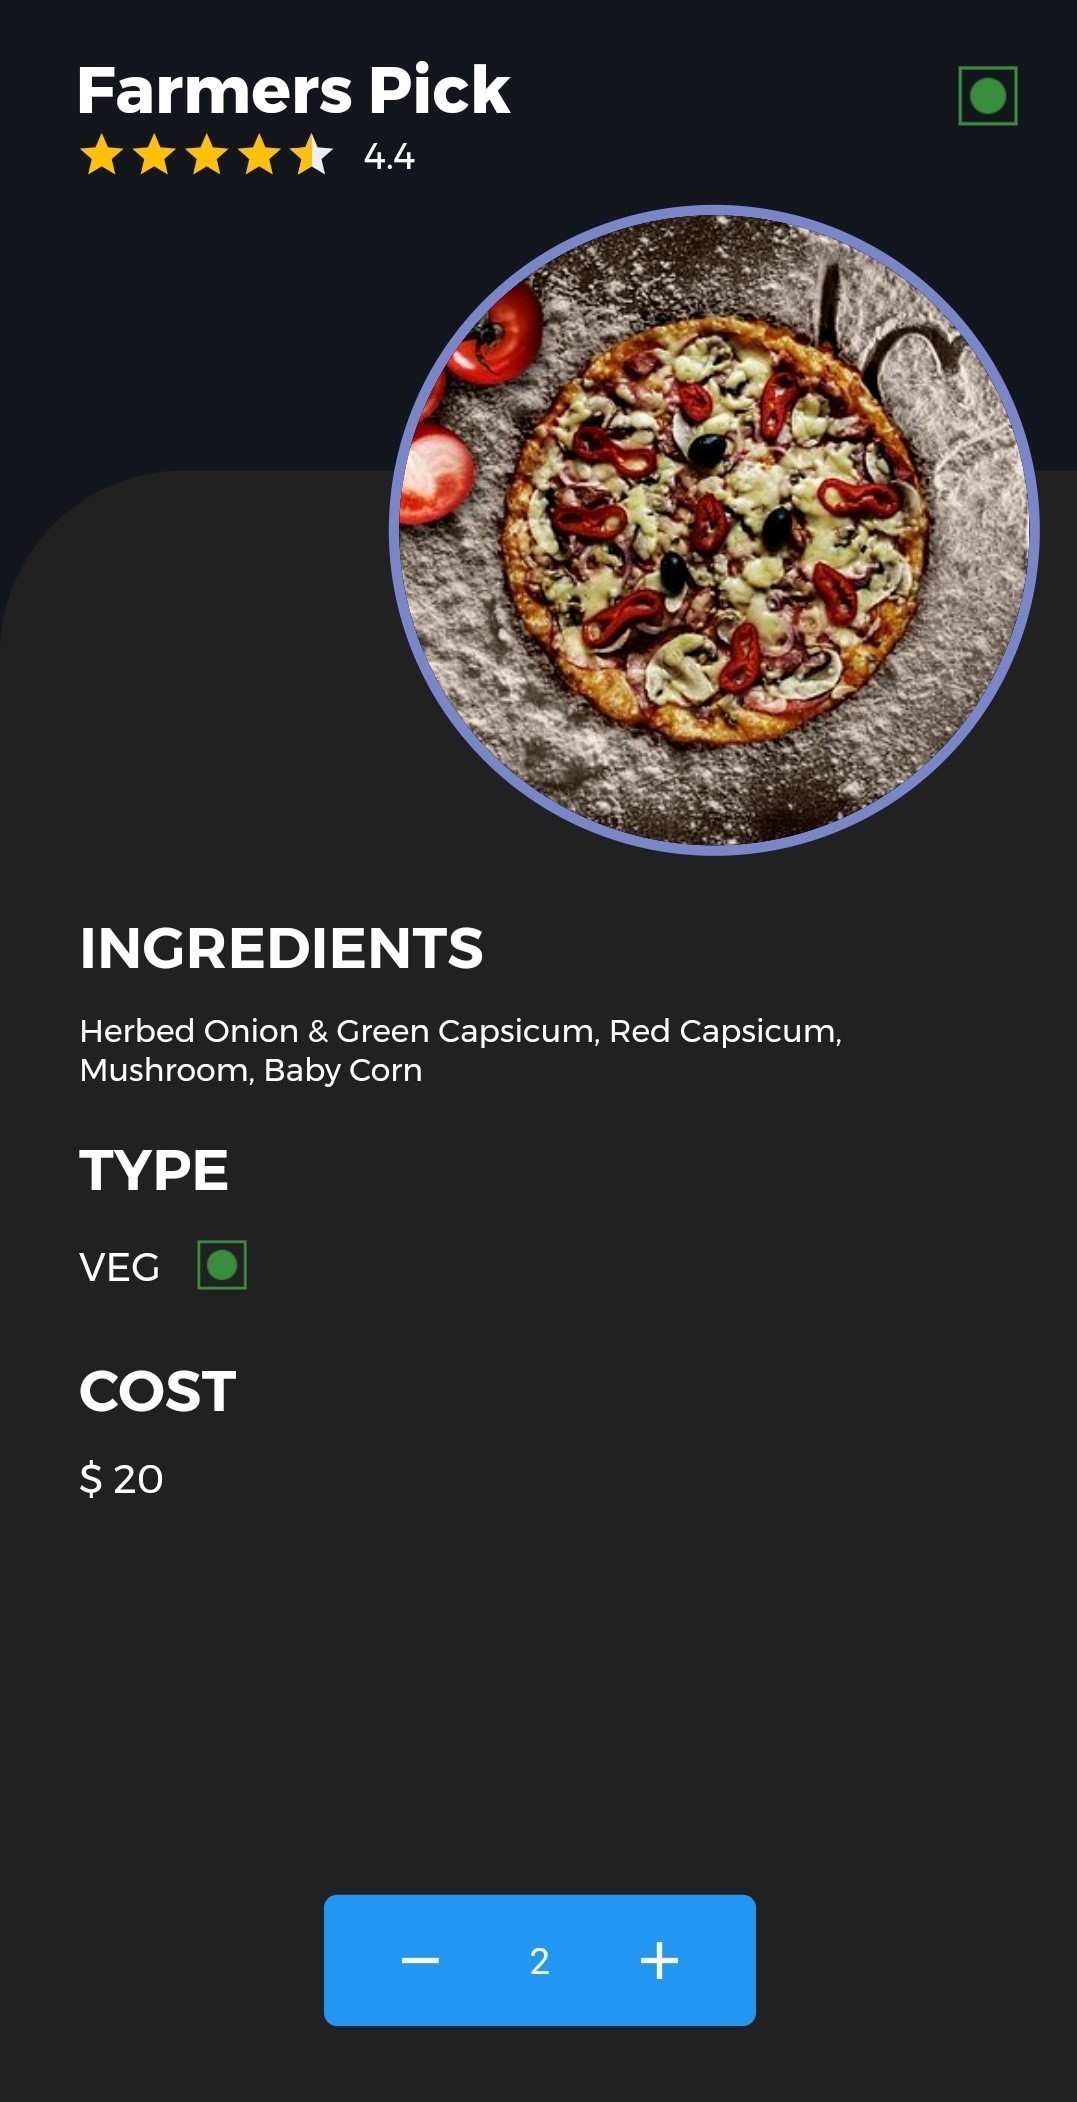 Farmers Pick
4.4
INGREDIENTS
Herbed Onion & Green Capsicum, Red Capsicum,
Mushroom, Baby Corn
TYPE
VEG
COST
$ 20
2